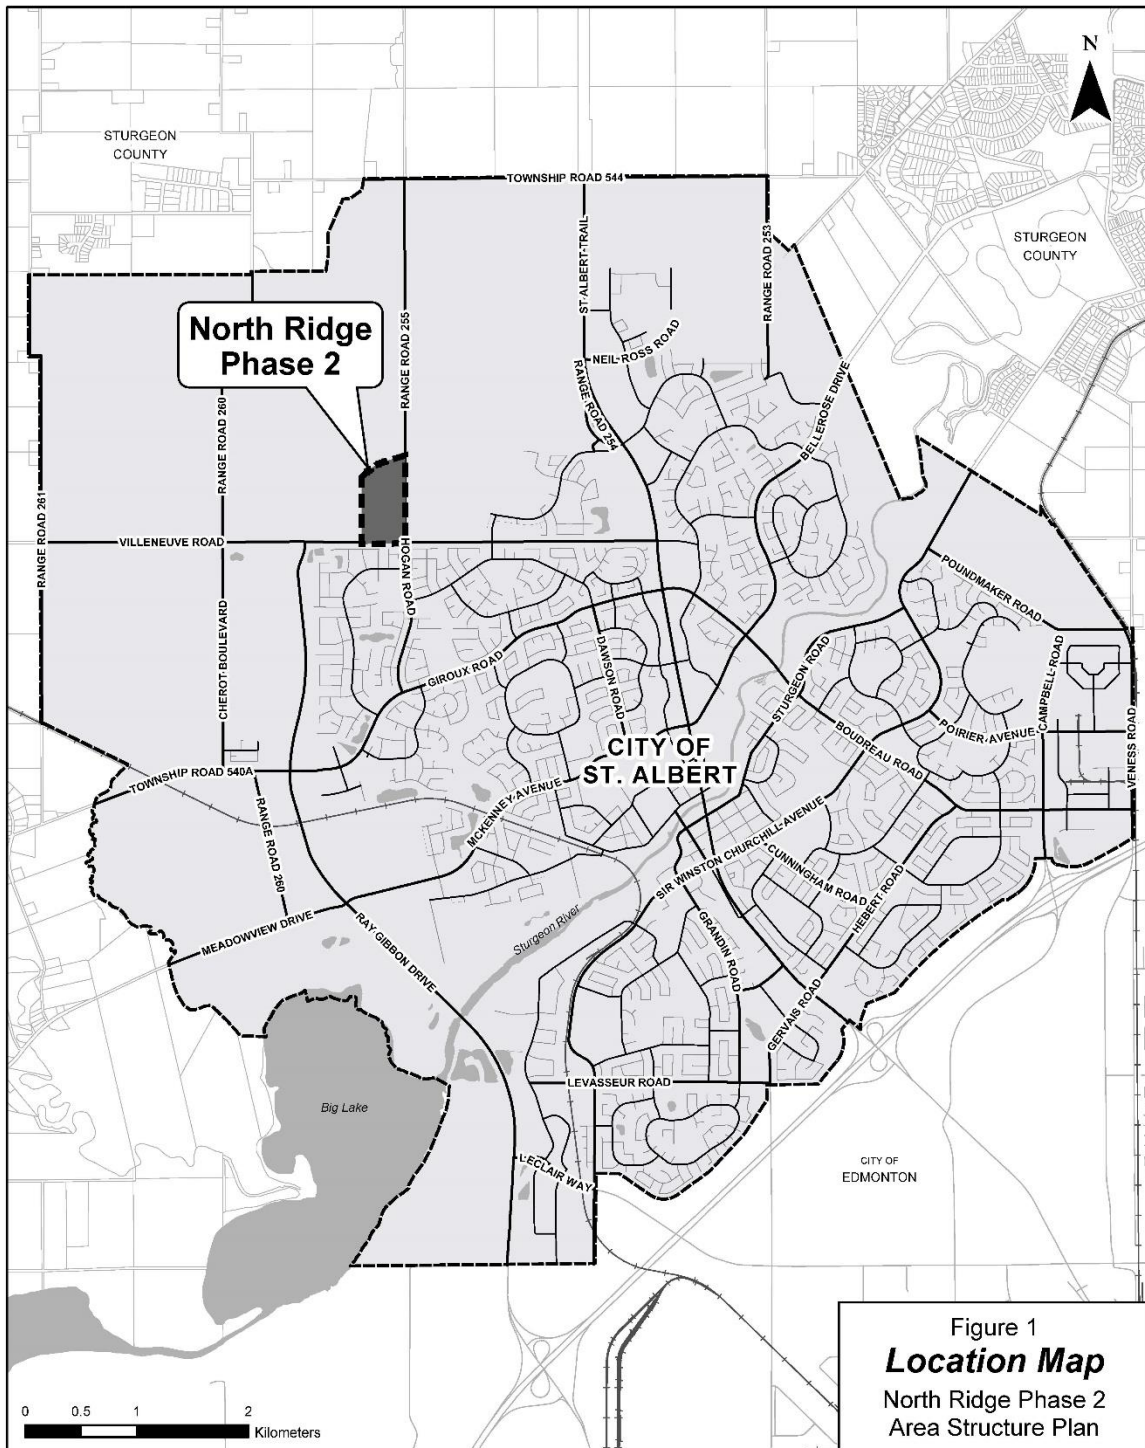 N
STURGEON
COUNTY
TOWNSHIP ROAD 544
STURGEON
COUNTY
ST ALBERT TRAIL
RANGE ROAD 253
RANGE ROAD 255
North Ridge
Phase 2
NEIL ROSS ROAD
RANGE ROAD 254
BELLEROSE DRIVE
RANGE ROAD 260
RANGE ROAD 261
VILLENEUVE ROAD
HOGAN ROAD
POUNDMAKER ROAD
CHEROT BOULEVARD
GIROUX ROAD
DAWSON ROAD
STURGEON ROAD
CAMPBELL ROAD
POIRIER AVENUE
BOUDREAU ROAD
VENESS ROAD
CITY OF
ST. ALBERT
TOWNSHIP ROAD 540A
RANGE ROAD 260
MCKENNEY AVENUE
SIR WINSTON CHURCHILL AVENUE
CUNNINGHAM ROAD
HEBERT ROAD
MEADOWVIEW DRIVE
RAY GIBBON DRIVE
Sturgeon River
GRANDIN ROAD
GERVAIS ROAD
LEVASSEUR ROAD
Big Lake
LECLAIR WAY
CITY OF
EDMONTON
Figure 1
Location Map
North Ridge Phase 2
Area Structure Plan
0 0.5 1 2
Kilometers